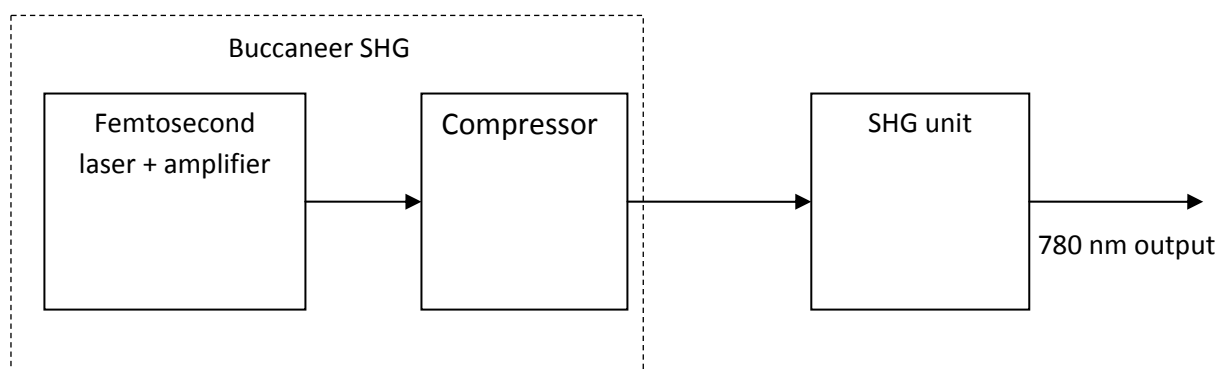 Buccaneer SHG
Femtosecond
laser + amplifier
Compressor
SHG unit
780 nm output